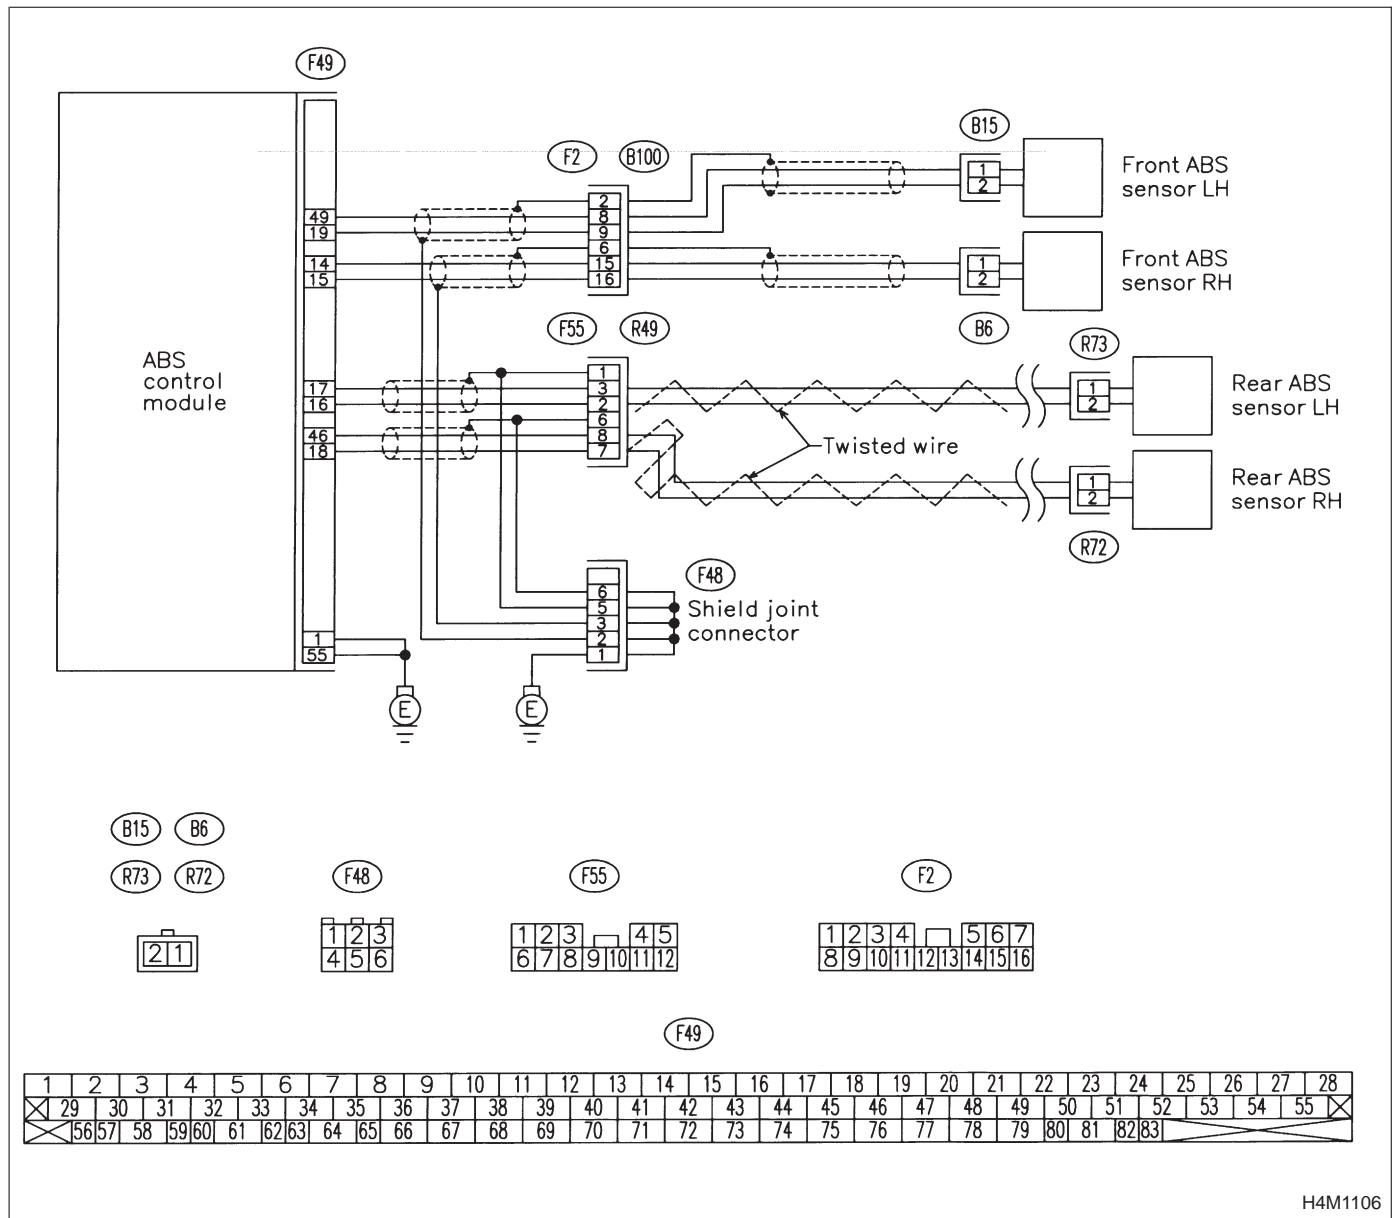 F49
B15
F2 B100
Front ABS
sensor LH
1
2
2
8
9
6
15
16
49
19
14
15
Front ABS
sensor RH
1
2
F55 R49
B6
R73
ABS
control
module
17
16
46
18
1
3
2
6
8
7
1
2
Rear ABS
sensor LH
Twisted wire
1
2
Rear ABS
sensor RH
R72
F48
6
5
3
2
1
Shield joint
connector
1
55
E E
B15 B6
R73 R72
F48
F55
F2
2 1
1 2 3
4 5 6
1 2 3 4 5
6 7 8 9 10 11 12
1 2 3 4 5 6 7
8 9 10 11 12 13 14 15 16
F49
1 2 3 4 5 6 7 8 9 10 11 12 13 14 15 16 17 18 19 20 21 22 23 24 25 26 27 28
29 30 31 32 33 34 35 36 37 38 39 40 41 42 43 44 45 46 47 48 49 50 51 52 53 54 55
56 57 58 59 60 61 62 63 64 65 66 67 68 69 70 71 72 73 74 75 76 77 78 79 80 81 82 83
H4M1106